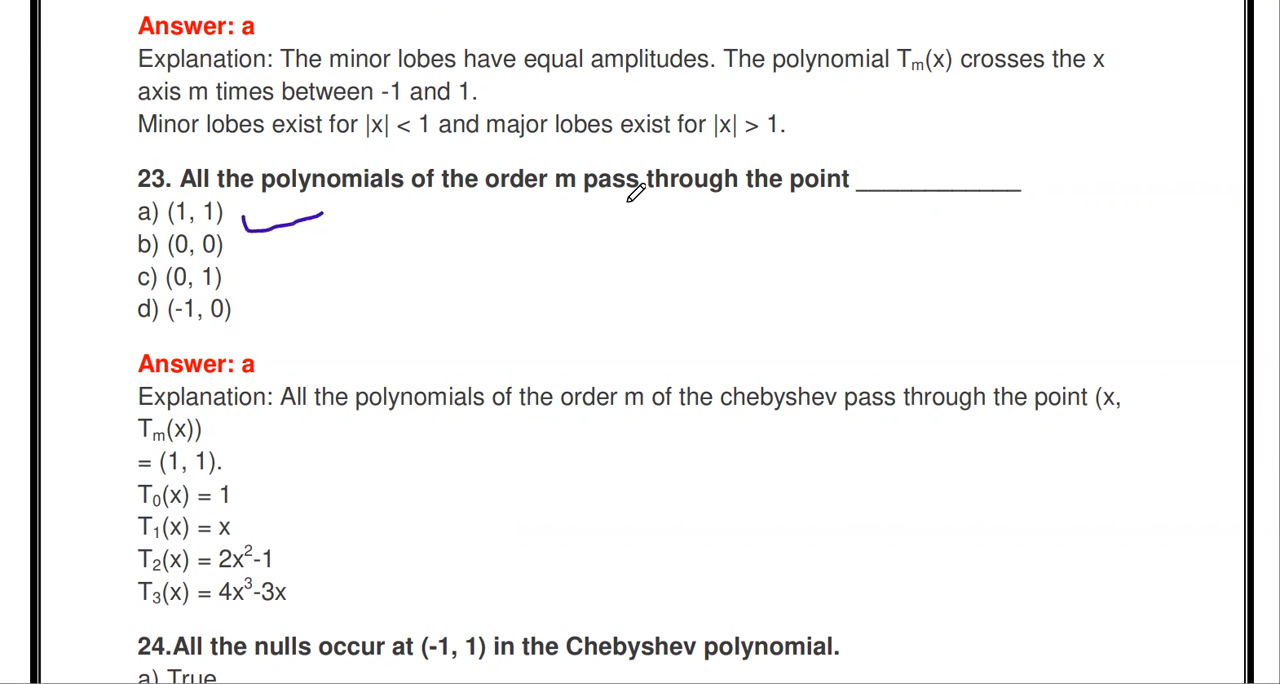 Answer: a
Explanation: The minor lobes have equal amplitudes. The polynomial Tm(x) crosses the x
axis m times between -1 and 1.
Minor lobes exist for |x| < 1 and major lobes exist for |x| > 1.
23. All the polynomials of the order m pass through the point ____________
a) (1, 1)
b) (0, 0)
c) (0, 1)
d) (-1, 0)
Answer: a
Explanation: All the polynomials of the order m of the chebyshev pass through the point (x,
Tm(x))
= (1, 1).
T0(x) = 1
T1(x) = x
T2(x) = 2x²-1
T3(x) = 4x³-3x
24.All the nulls occur at (-1, 1) in the Chebyshev polynomial.
a) True